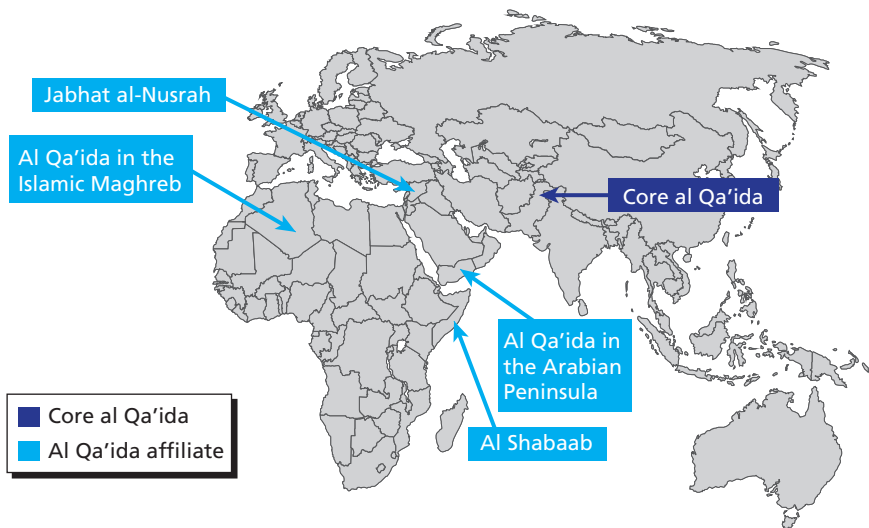 Jabhat al-Nusrah
Al Qa'ida in the
Islamic Maghreb
Core al Qa'ida
Al Qa'ida in
the Arabian
Peninsula
Al Shabaab
Core al Qa'ida
Al Qa'ida affiliate